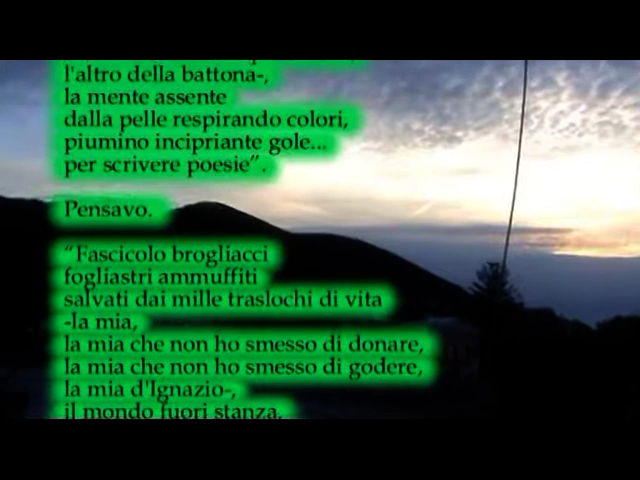 l'altro della battona-,
la mente assente
dalla pelle respirando colori,
piumino incipriante gole...
per scrivere poesie”.
Pensavo.
“Fascicolo brogliacci
fogliastri ammuffiti
salvati dai mille traslochi di vita
-la mia,
la mia che non ho smesso di donare,
la mia che non ho smesso di godere,
la mia d'Ignazio-,
il mondo fuori stanza,